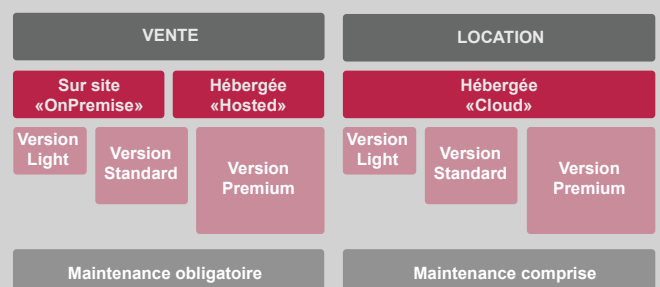 VENTE
Sur site
«OnPremise»
Hébergée
«Hosted»
Version
Light
Version
Standard
Version
Premium
Maintenance obligatoire
LOCATION
Hébergée
«Cloud»
Version
Light
Version
Standard
Version
Premium
Maintenance comprise